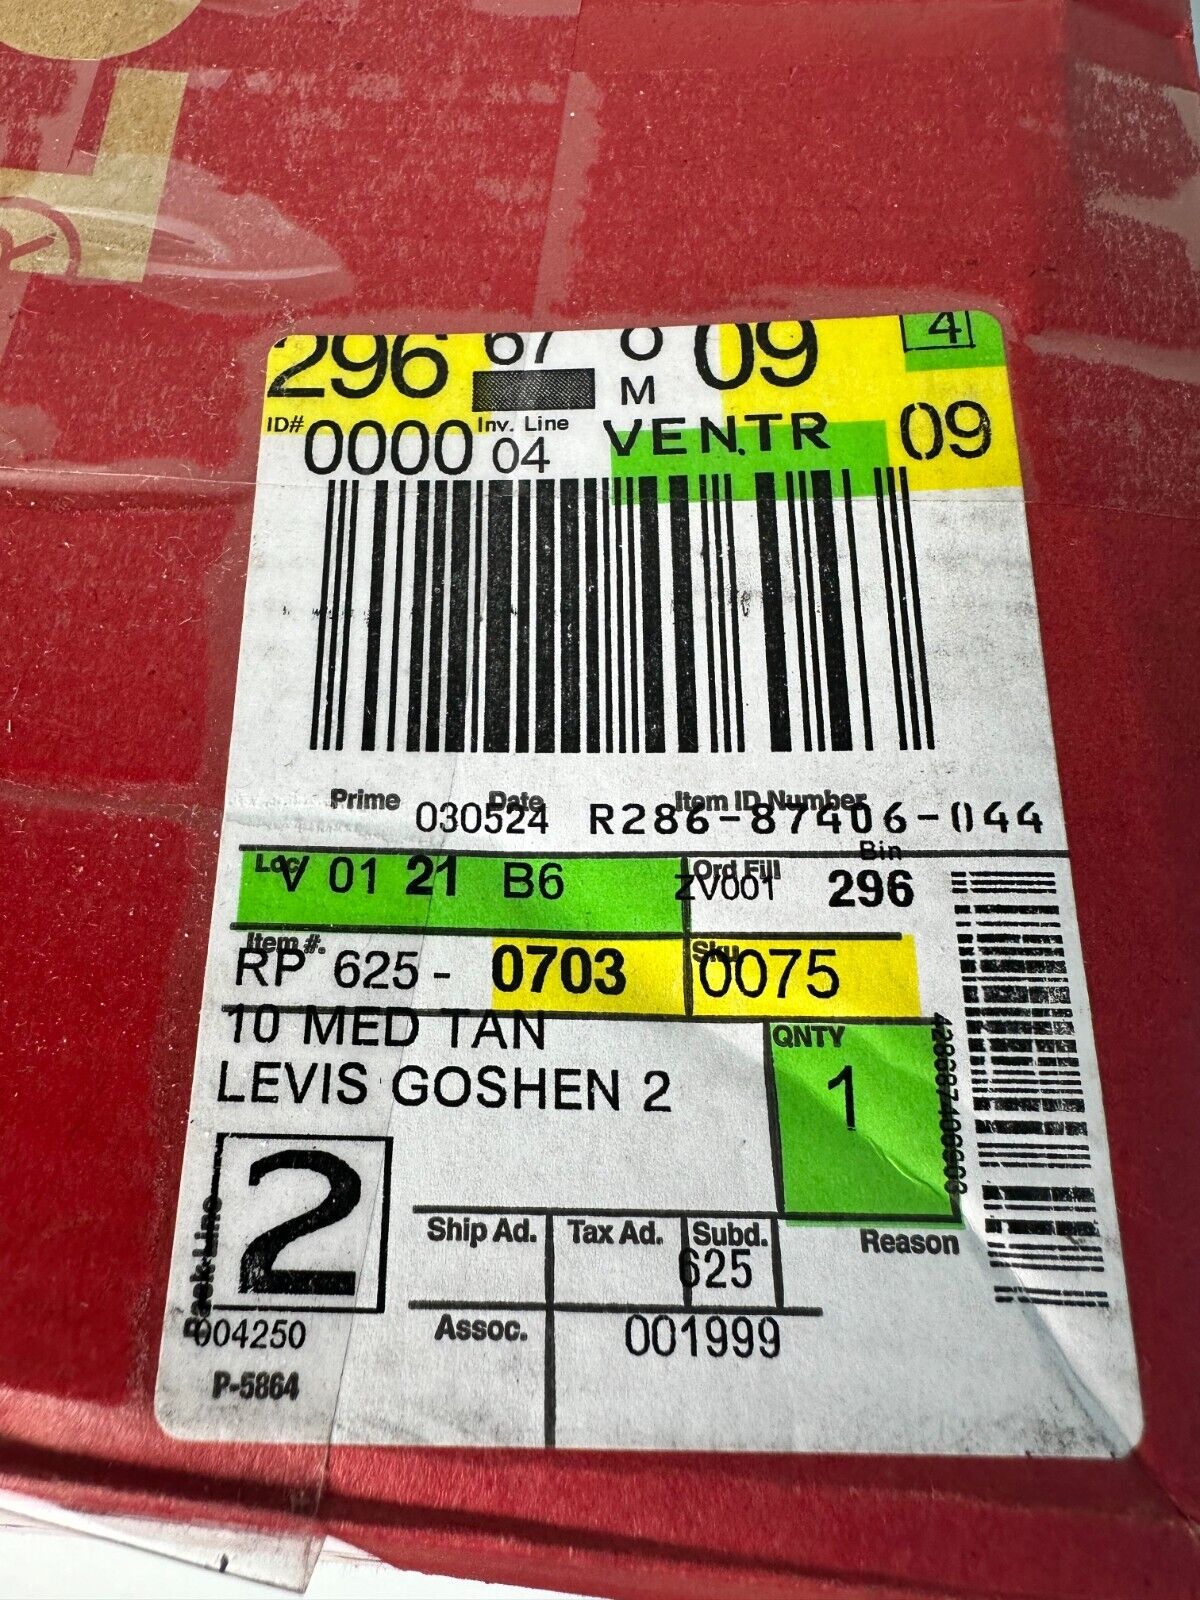 296 67 O 09 4
M
ID# 0000 Inv. Line 04 VEN.TR 09
Prime Date Item ID Number
030524 R286-87406-044
Loc V 01 21 B6 Ord Fill ZV001 Bin 296
Item #. RP 625- 0703 Sku 0075
10 MED TAN QNTY
LEVIS GOSHEN 2 1
2
Pack Line
Ship Ad. Tax Ad. Subd. Reason
625
004250 Assoc. 001999
P-5864